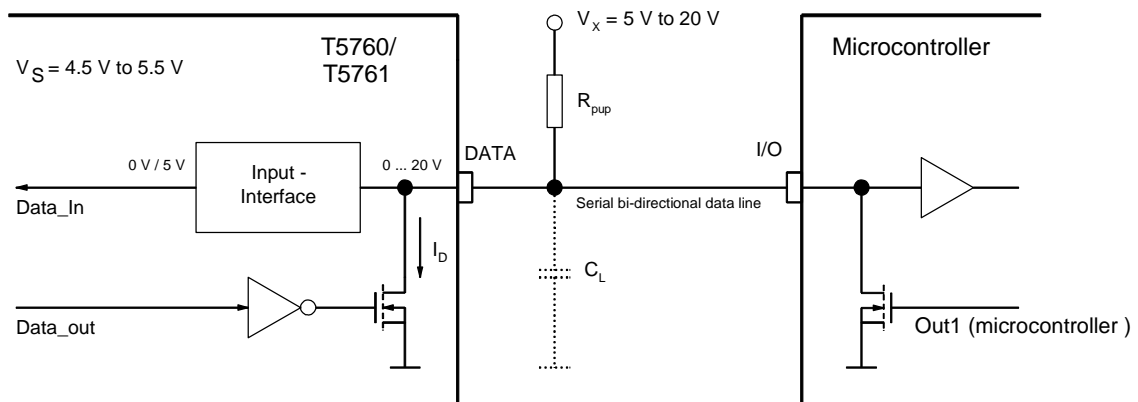 V_X = 5 V to 20 V
T5760/
T5761
Microcontroller
V_S = 4.5 V to 5.5 V
R_pup
0 V / 5 V
Input -
Interface
0 ... 20 V
DATA
I/O
Data_In
Serial bi-directional data line
I_D
C_L
Data_out
Out1 (microcontroller )